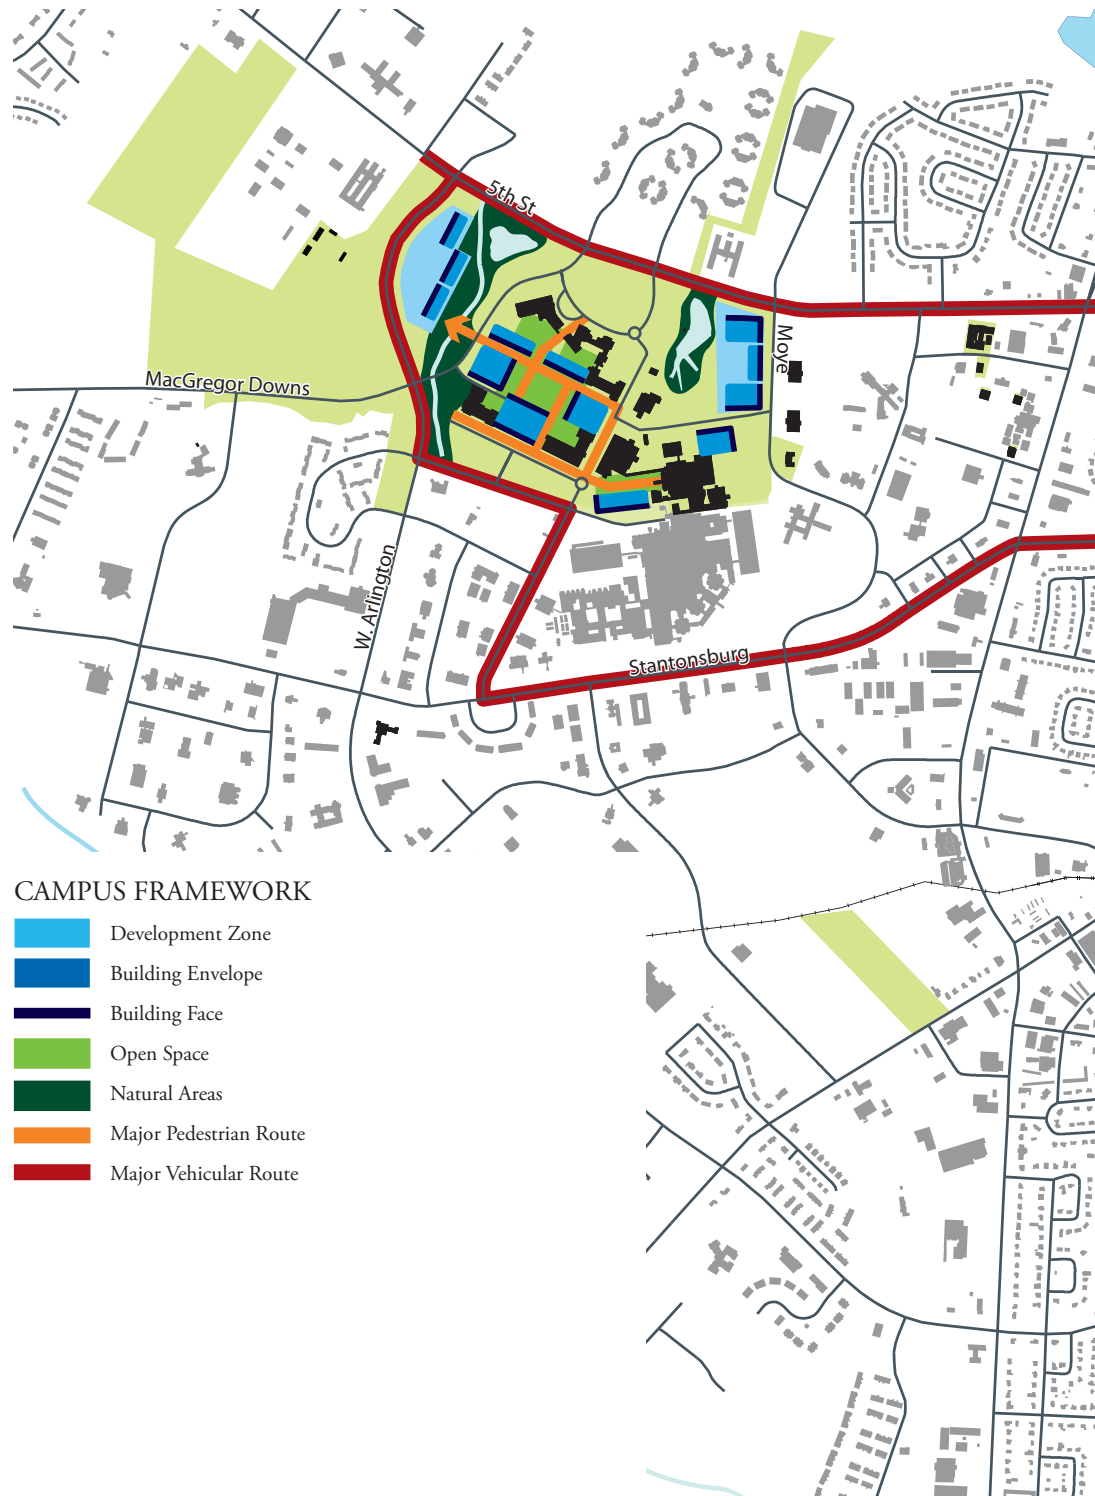 5th St
Moye
MacGregor Downs
W. Arlington
Stantonsburg
CAMPUS FRAMEWORK
Development Zone
Building Envelope
Building Face
Open Space
Natural Areas
Major Pedestrian Route
Major Vehicular Route